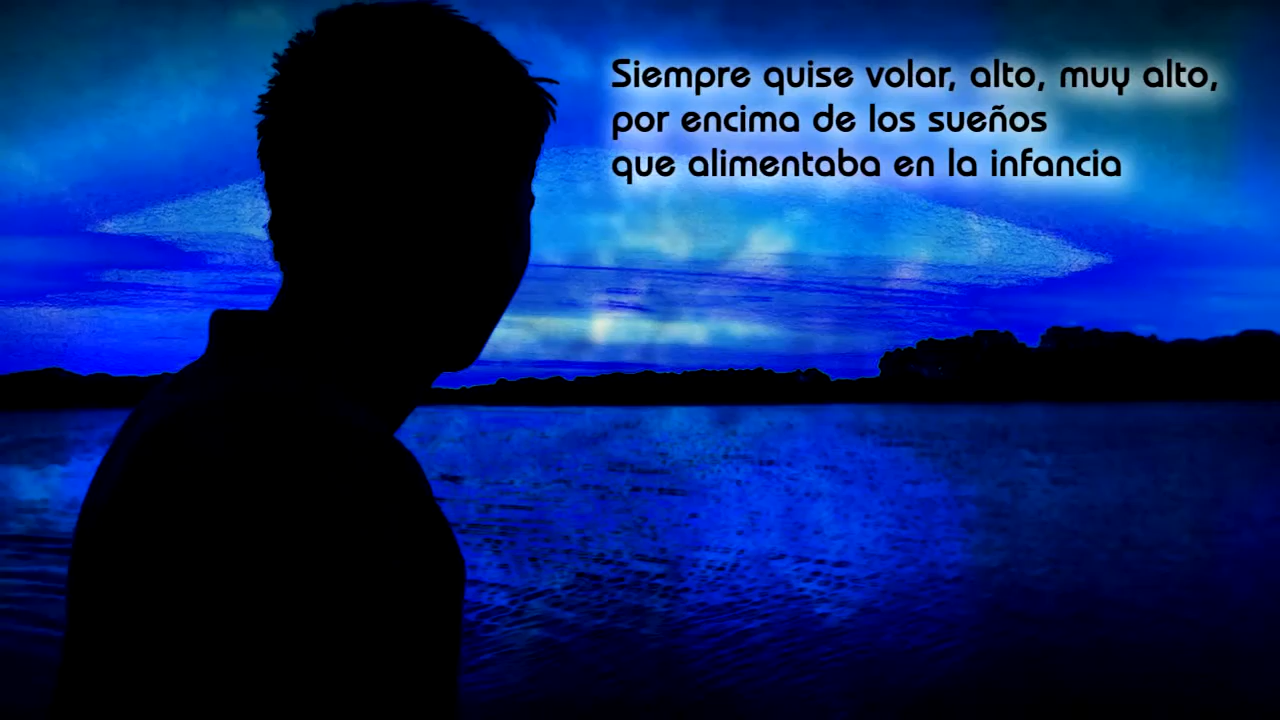 Siempre quise volar, alto, muy alto,
por encima de los sueños
que alimentaba en la infancia